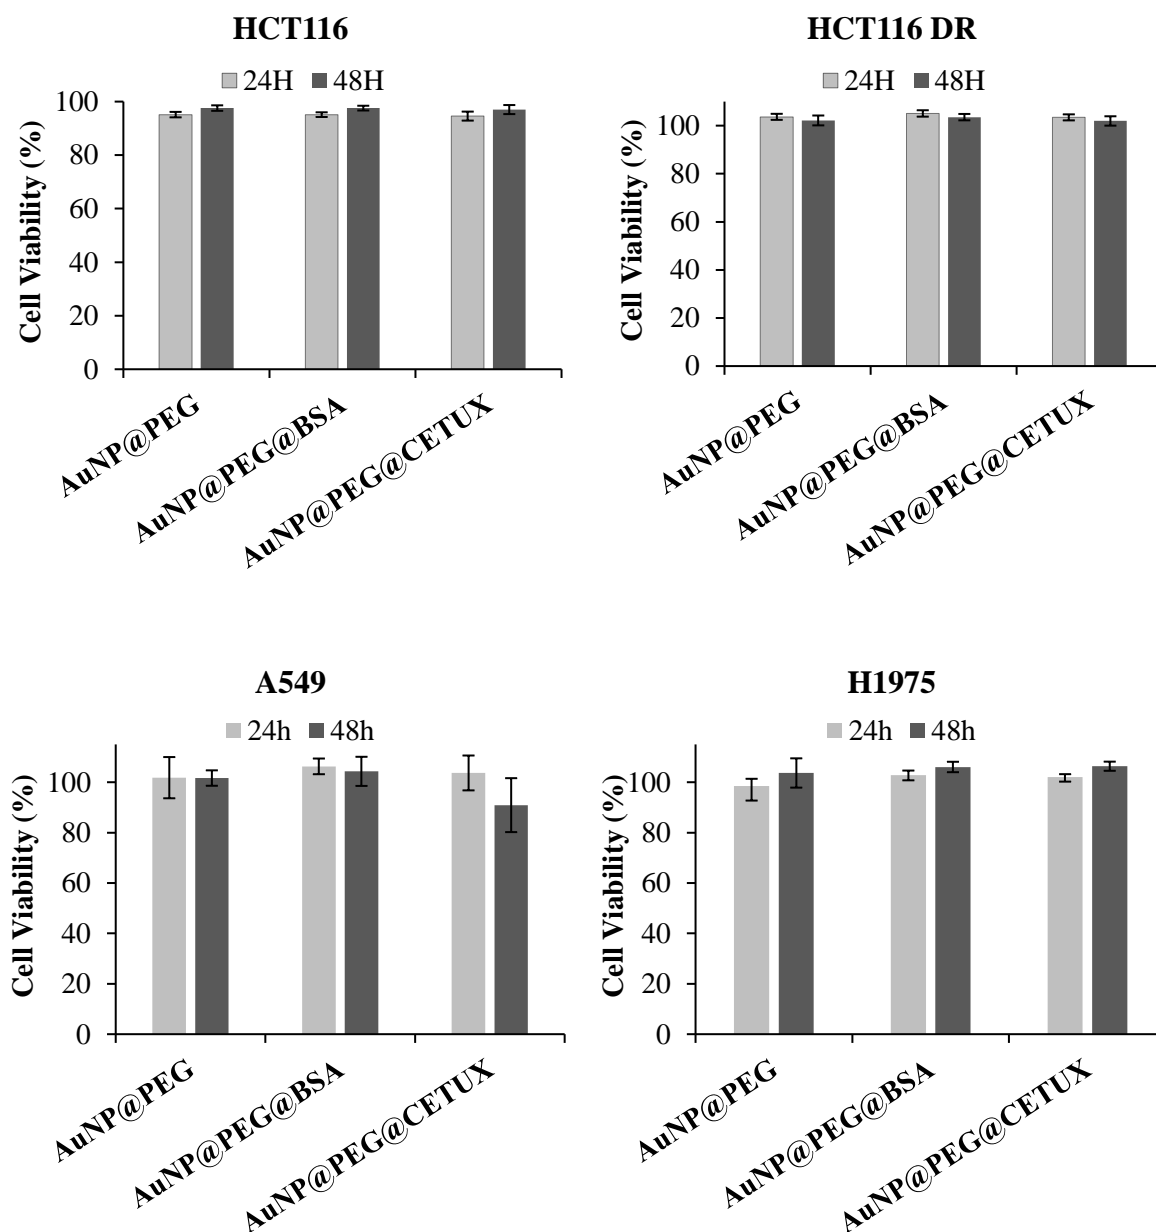 HCT116
24H 48H
Cell Viability (%)
100
80
60
40
20
0
AuNP@PEG
AuNP@PEG@BSA
AuNP@PEG@CETUX
HCT116 DR
24H 48H
Cell Viability (%)
100
80
60
40
20
0
AuNP@PEG
AuNP@PEG@BSA
AuNP@PEG@CETUX
A549
24h 48h
Cell Viability (%)
100
80
60
40
20
0
AuNP@PEG
AuNP@PEG@BSA
AuNP@PEG@CETUX
H1975
24h 48h
Cell Viability (%)
100
80
60
40
20
0
AuNP@PEG
AuNP@PEG@BSA
AuNP@PEG@CETUX